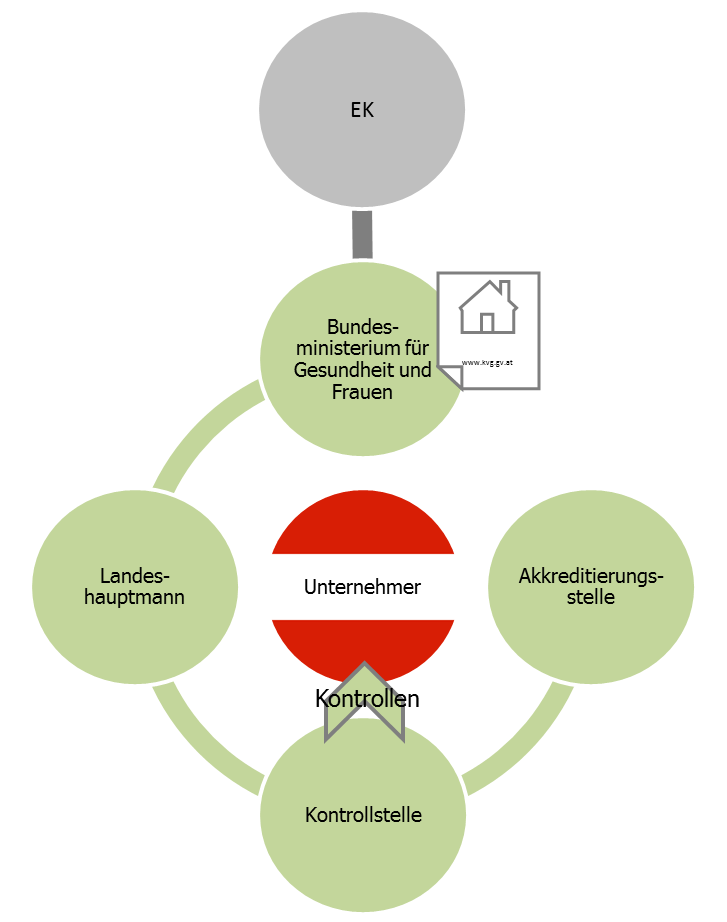 EK
Bundes-
ministerium für
Gesundheit und
Frauen
www.kvg.gv.at
Landes-
hauptmann
Unternehmer
Akkreditierungs-
stelle
Kontrollen
Kontrollstelle